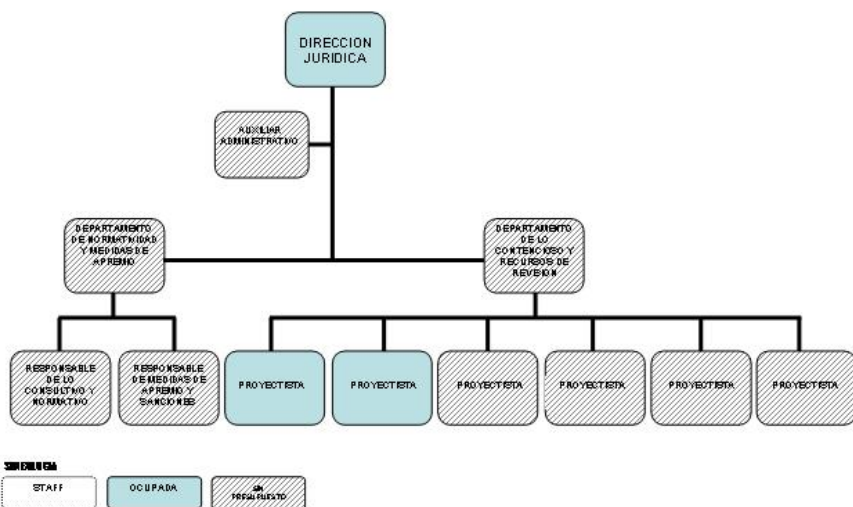 DIRECCION
JURIDICA
AUXILIAR
ADMINISTRATIVO
DEPARTAMENTO
DE NORMATIVIDAD
Y MEDIDAS DE
APREMIO
DEPARTAMENTO
DE LO
CONTENCIOSO Y
RECURSOS DE
REVISION
RESPONSABLE
DE LO
CONSULTIVO Y
NORMATIVO
RESPONSABLE
DE MEDIDAS DE
APREMIO Y
SANCIONES
PROYECTISTA
PROYECTISTA
PROYECTISTA
PROYECTISTA
PROYECTISTA
PROYECTISTA
SIMBOLOGIA
STAFF
OCUPADA
SIN
PRESUPUESTO